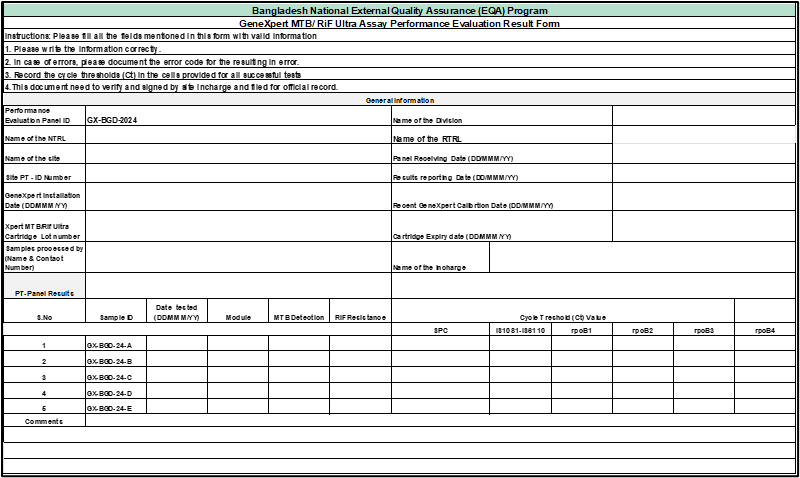 Bangladesh National External Quality Assurance (EQA) Program
GeneXpert MTB/ RiF Ultra Assay Performance Evaluation Result Form
Instructions: Please fill all the fields mentioned in this form with valid information
1. Please write the information correctly.
2. In case of errors, please document the error code for the resulting in error.
3. Record the cycle thresholds (Ct) in the cells provided for all successful tests
4.This document need to verify and signed by site incharge and filed for official record.
General Information
Performance
Evaluation Panel ID GX-BGD-2024 Name of the Division
Name of the NTRL Name of the RTRL
Name of the site Panel Receiving Date (DD/MMM/YY)
Site PT - ID Number Results reporting Date (DD/MMM/YY)
GeneXpert Installation
Date (DD/MMM/YY) Recent GeneXpert Calibrtion Date (DD/MMM/YY)
Xpert MTB/Rif Ultra
Cartridge Lot number Cartridge Expiry date (DD/MMM/YY)
Samples processed by
(Name & Contact
Number) Name of the Incharge
PT-Panel Results
S.No Sample ID Date tested (DD/MMM/YY) Module MTB Detection RIF Resistance Cycle Treshold (Ct) Value
SPC IS1081-IS6110 rpoB1 rpoB2 rpoB3 rpoB4
1 GX-BGD-24-A
2 GX-BGD-24-B
3 GX-BGD-24-C
4 GX-BGD-24-D
5 GX-BGD-24-E
Comments